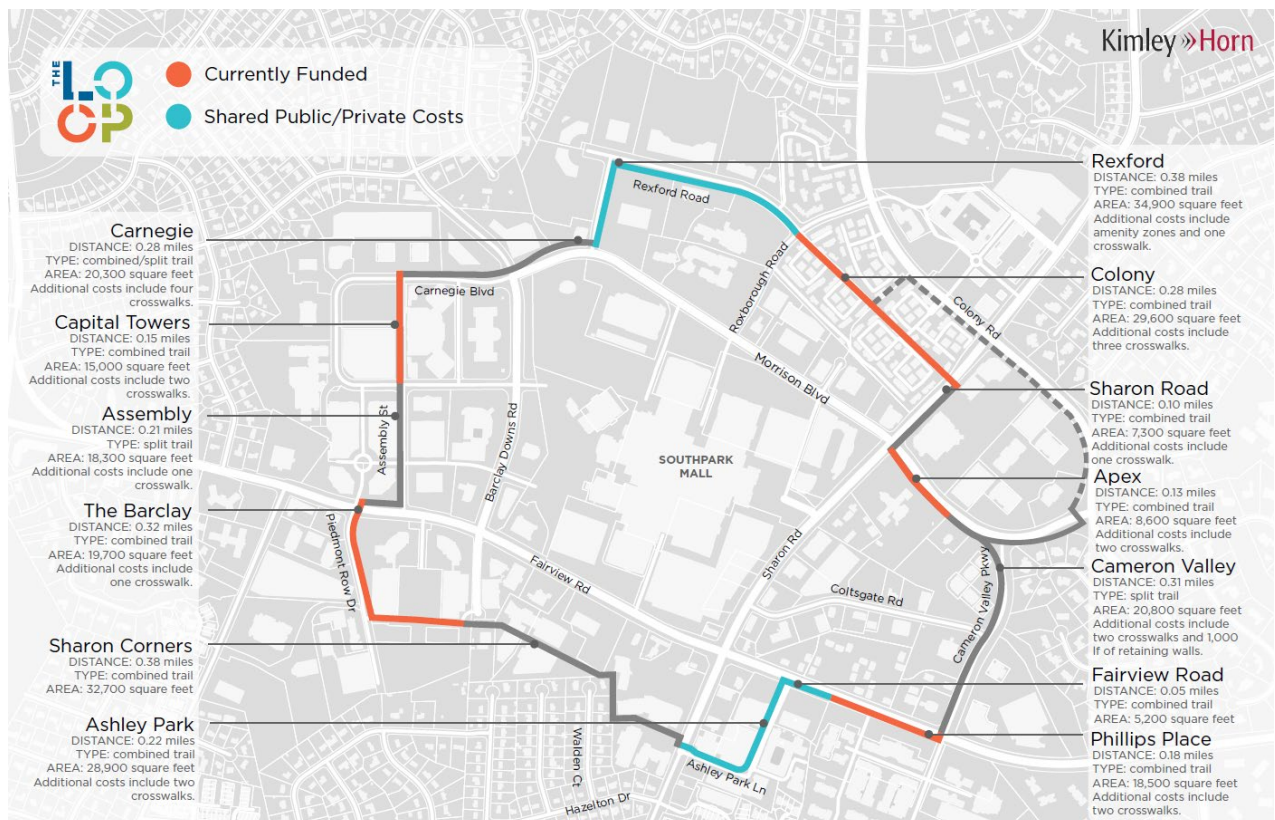 THE LOOP
Currently Funded
Shared Public/Private Costs
Kimley»Horn
Carnegie
DISTANCE: 0.28 miles
TYPE: combined/split trail
AREA: 20,300 square feet
Additional costs include four
crosswalks.
Capital Towers
DISTANCE: 0.15 miles
TYPE: combined trail
AREA: 15,000 square feet
Additional costs include two
crosswalks.
Assembly
DISTANCE: 0.21 miles
TYPE: split trail
AREA: 18,300 square feet
Additional costs include one
crosswalk.
The Barclay
DISTANCE: 0.32 miles
TYPE: combined trail
AREA: 19,700 square feet
Additional costs include
one crosswalk.
Sharon Corners
DISTANCE: 0.38 miles
TYPE: combined trail
AREA: 32,700 square feet
Ashley Park
DISTANCE: 0.22 miles
TYPE: combined trail
AREA: 28,900 square feet
Additional costs include two
crosswalks.
Rexford Road
Carnegie Blvd
Roxborough Road
Colony Rd
Morrison Blvd
Assembly St
Barclay Downs Rd
SOUTHPARK
MALL
Piedmont Row Dr
Fairview Rd
Sharon Rd
Coltsgate Rd
Cameron Valley Pkwy
Walden Ct
Ashley Park Ln
Hazelton Dr
Rexford
DISTANCE: 0.38 miles
TYPE: combined trail
AREA: 34,900 square feet
Additional costs include
amenity zones and one
crosswalk.
Colony
DISTANCE: 0.28 miles
TYPE: combined trail
AREA: 29,600 square feet
Additional costs include
three crosswalks.
Sharon Road
DISTANCE: 0.10 miles
TYPE: combined trail
AREA: 7,300 square feet
Additional costs include
one crosswalk.
Apex
DISTANCE: 0.13 miles
TYPE: combined trail
AREA: 8,600 square feet
Additional costs include
two crosswalks.
Cameron Valley
DISTANCE: 0.31 miles
TYPE: split trail
AREA: 20,800 square feet
Additional costs include
two crosswalks and 1,000
lf of retaining walls.
Fairview Road
DISTANCE: 0.05 miles
TYPE: combined trail
AREA: 5,200 square feet
Phillips Place
DISTANCE: 0.18 miles
TYPE: combined trail
AREA: 18,500 square feet
Additional costs include
two crosswalks.